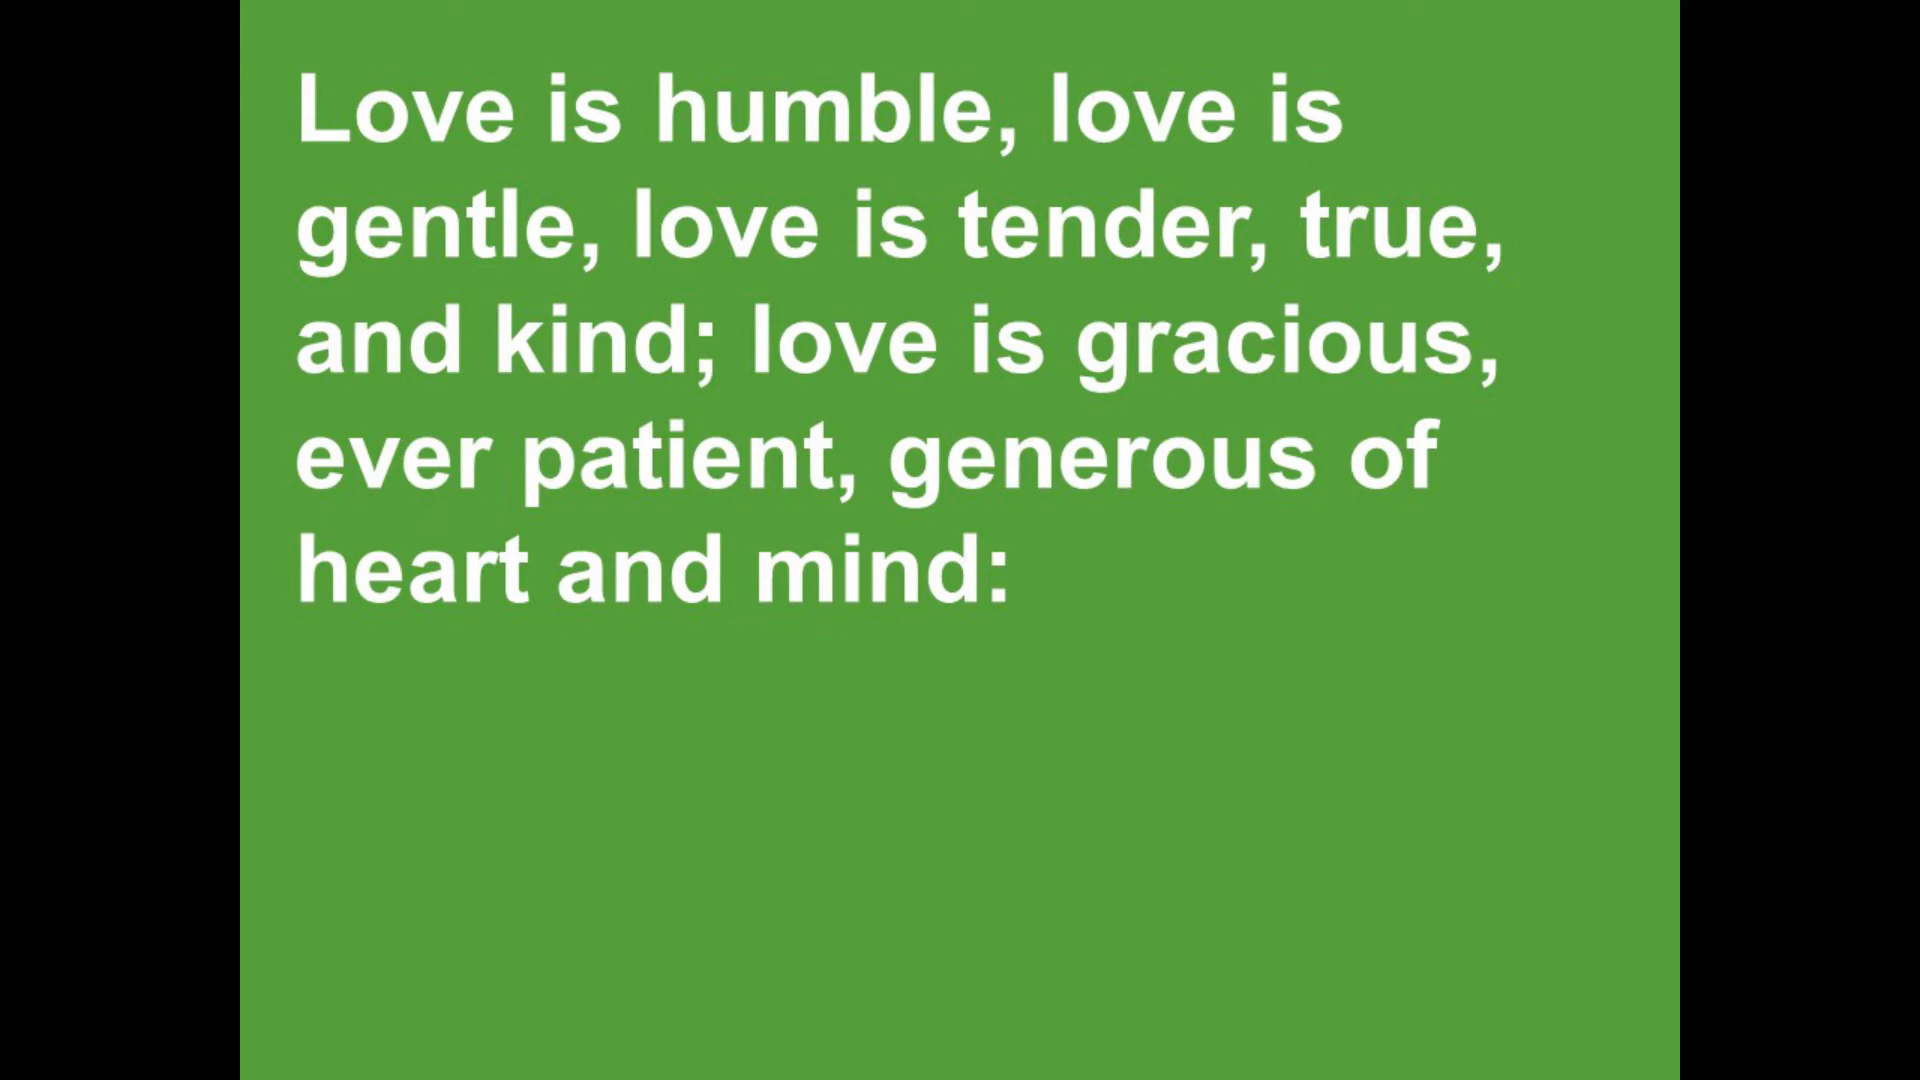 Love is humble, love is
gentle, love is tender, true,
and kind; love is gracious,
ever patient, generous of
heart and mind: